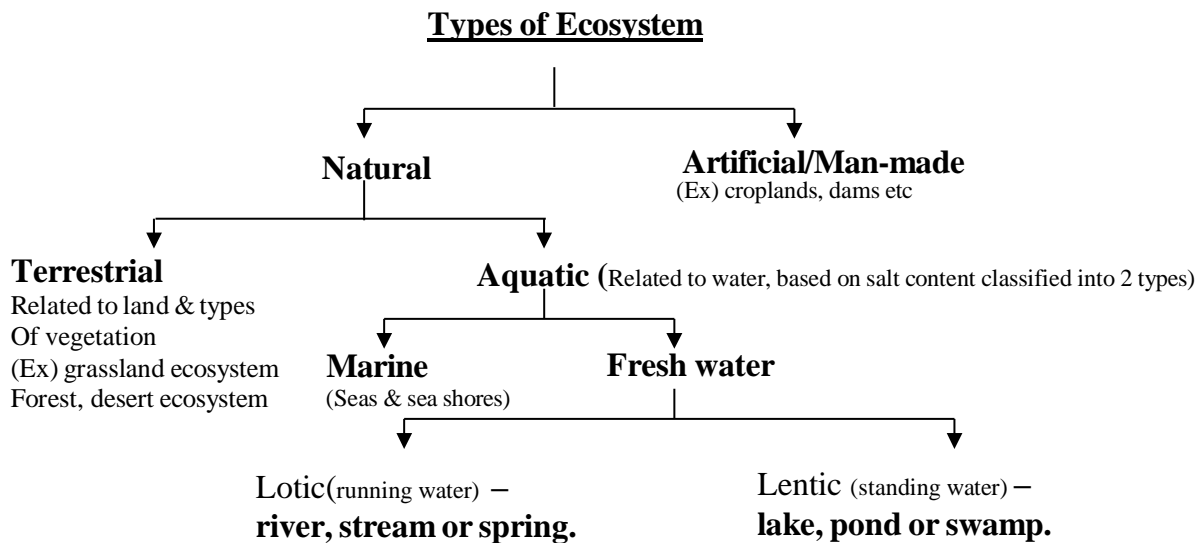 Types of Ecosystem
Natural
Artificial/Man-made
(Ex) croplands, dams etc
Terrestrial
Related to land & types
Of vegetation
(Ex) grassland ecosystem
Forest, desert ecosystem
Aquatic (Related to water, based on salt content classified into 2 types)
Marine
(Seas & sea shores)
Fresh water
Lotic(running water) –
river, stream or spring.
Lentic (standing water) –
lake, pond or swamp.